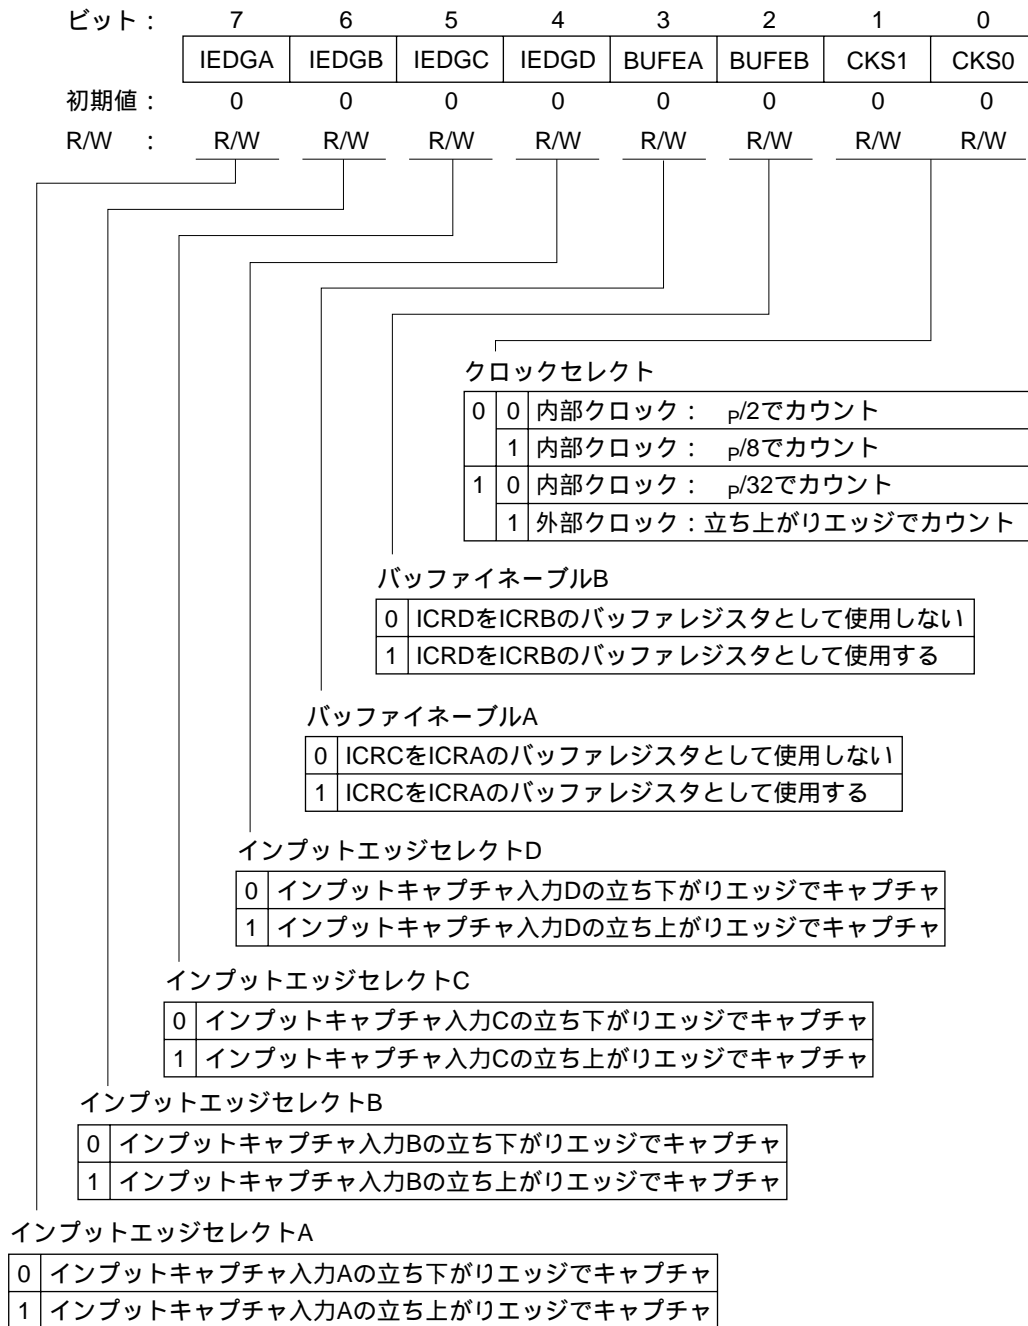 ビット： 7 6 5 4 3 2 1 0
IEDGA IEDGB IEDGC IEDGD BUFEA BUFEB CKS1 CKS0
初期値： 0 0 0 0 0 0 0 0
R/W ： R/W R/W R/W R/W R/W R/W R/W R/W
クロックセレクト
0 0 内部クロック： P/2でカウント
1 内部クロック： P/8でカウント
1 0 内部クロック： P/32でカウント
1 外部クロック：立ち上がりエッジでカウント
バッファイネーブルB
0 ICRDをICRBのバッファレジスタとして使用しない
1 ICRDをICRBのバッファレジスタとして使用する
バッファイネーブルA
0 ICRCをICRAのバッファレジスタとして使用しない
1 ICRCをICRAのバッファレジスタとして使用する
インプットエッジセレクトD
0 インプットキャプチャ入力Dの立ち下がりエッジでキャプチャ
1 インプットキャプチャ入力Dの立ち上がりエッジでキャプチャ
インプットエッジセレクトC
0 インプットキャプチャ入力Cの立ち下がりエッジでキャプチャ
1 インプットキャプチャ入力Cの立ち上がりエッジでキャプチャ
インプットエッジセレクトB
0 インプットキャプチャ入力Bの立ち下がりエッジでキャプチャ
1 インプットキャプチャ入力Bの立ち上がりエッジでキャプチャ
インプットエッジセレクトA
0 インプットキャプチャ入力Aの立ち下がりエッジでキャプチャ
1 インプットキャプチャ入力Aの立ち上がりエッジでキャプチャ